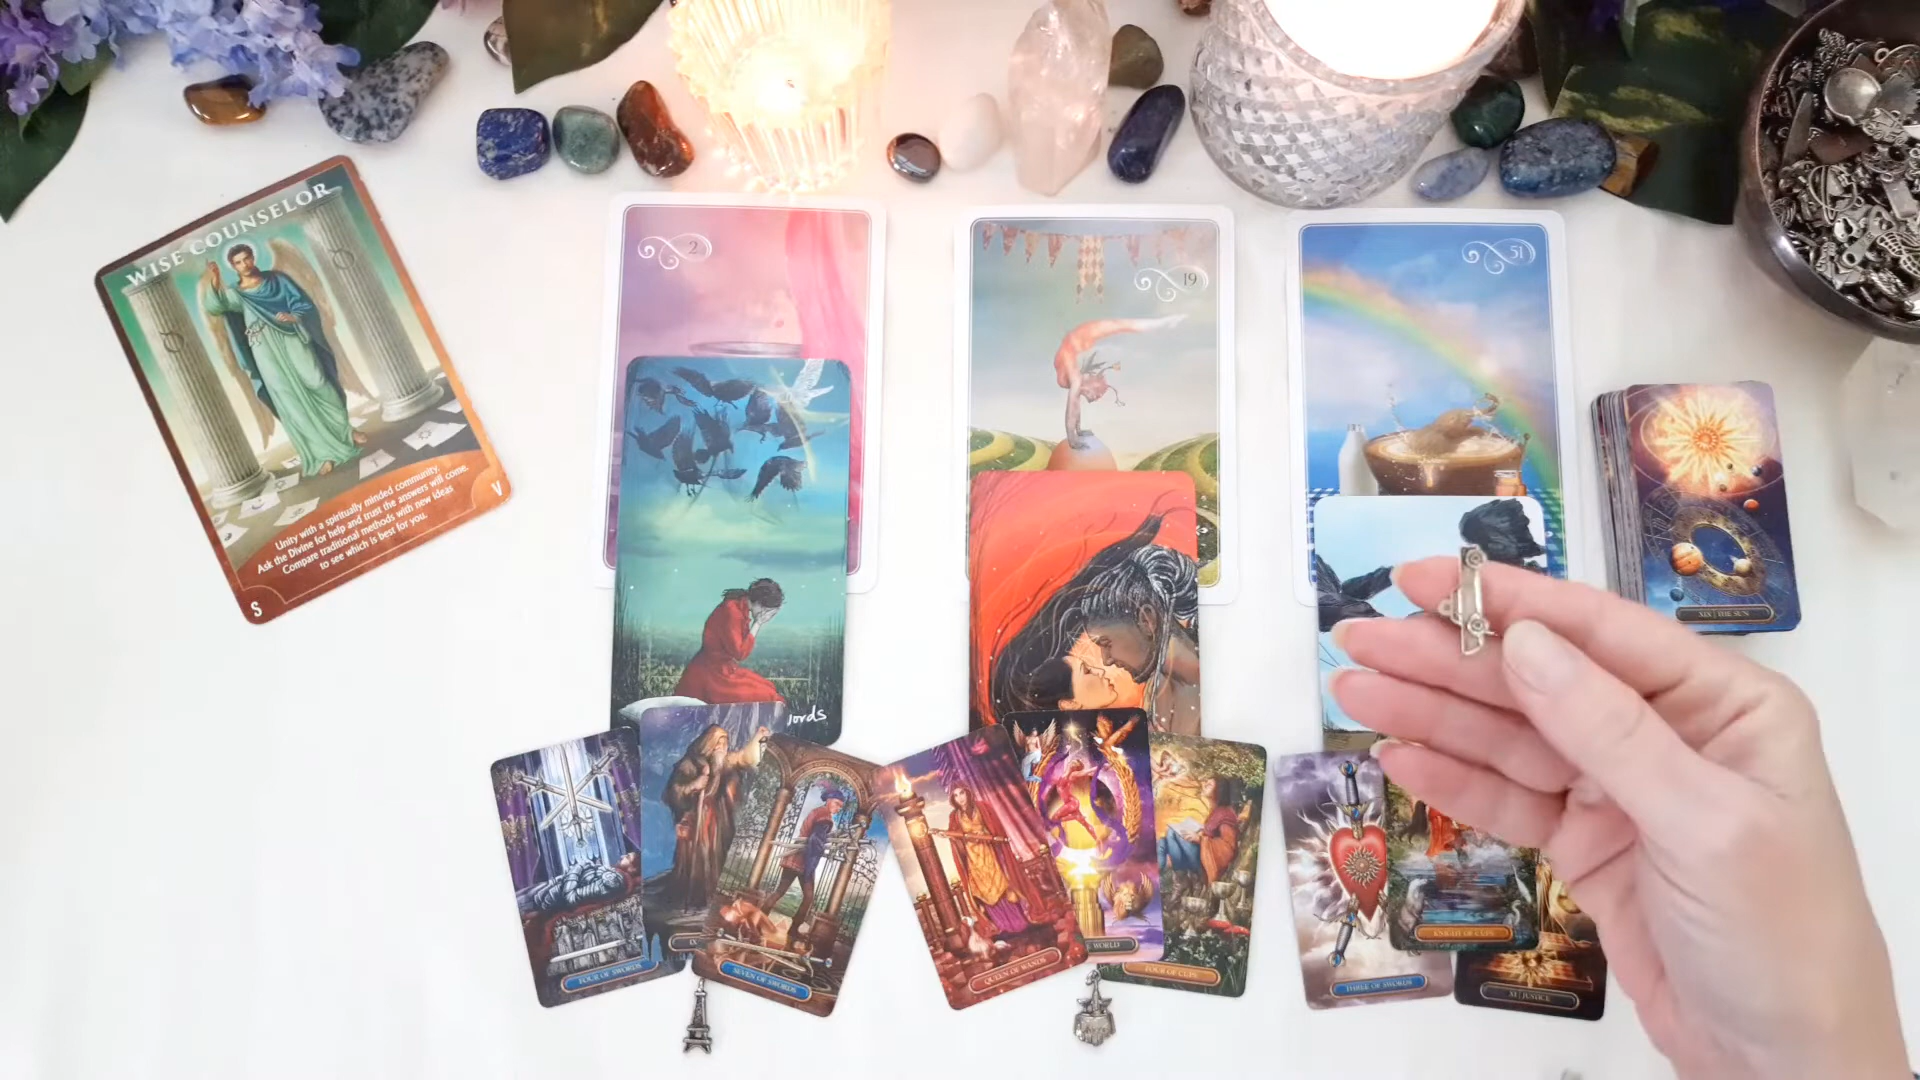 WISE COUNSELOR
Unity with a spiritually minded community.
Ask the Divine for help and trust the answers will come.
Compare traditional methods with new ideas
to see which is best for you.
S
V
2
19
51
XIX | THE SUN
FOUR OF SWORDS
SEVEN OF SWORDS
QUEEN OF WANDS
WORLD
FOUR OF CUPS
THREE OF SWORDS
KNIGHT OF CUPS
XI | JUSTICE